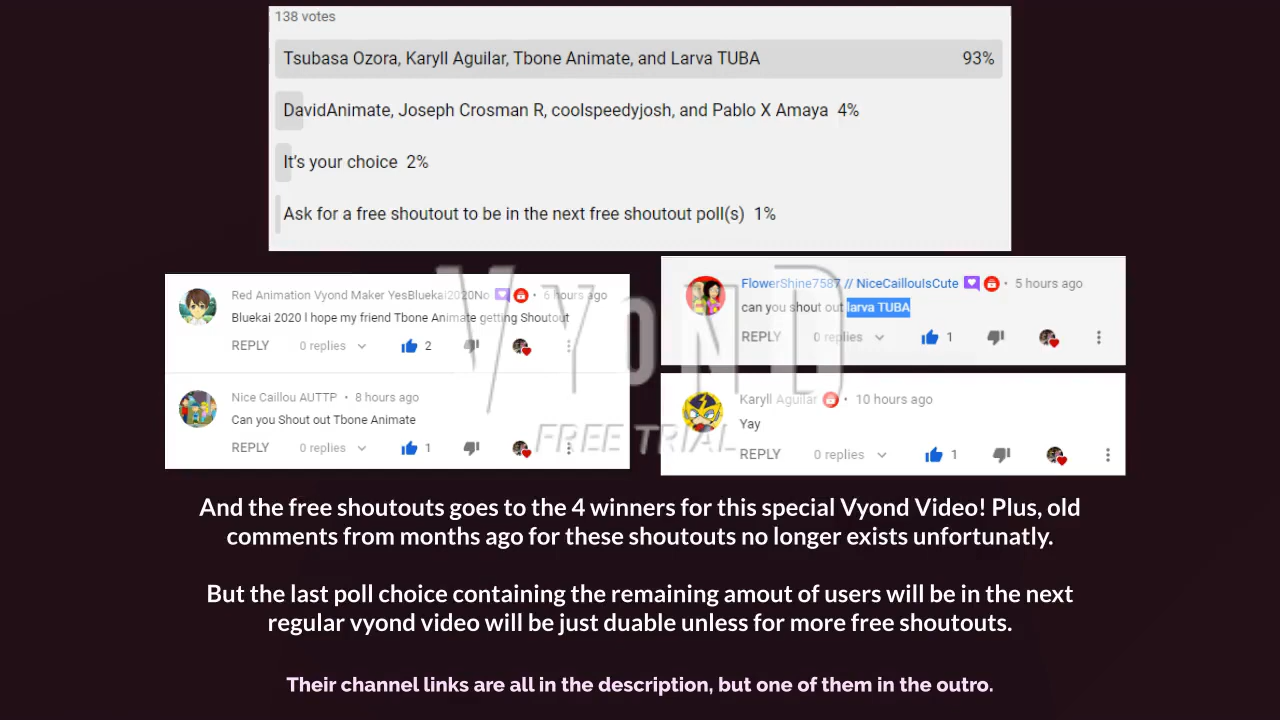 138 votes
Tsubasa Ozora, Karyll Aguilar, Tbone Animate, and Larva TUBA 93%
DavidAnimate, Joseph Crosman R, coolspeedyjosh, and Pablo X Amaya 4%
It's your choice 2%
Ask for a free shoutout to be in the next free shoutout poll(s) 1%
Red Animation Vyond Maker YesBluekai2020No • 6 hours ago
Bluekai 2020 I hope my friend Tbone Animate getting Shoutout
REPLY 0 replies 2
Nice Caillou AUTTP • 8 hours ago
Can you Shout out Tbone Animate
REPLY 0 replies 1
FlowerShine7587 // NiceCaillouIsCute • 5 hours ago
can you shout out larva TUBA
REPLY 0 replies 1
Karyll Aguilar • 10 hours ago
Yay
REPLY 0 replies 1
VYOND
FREE TRIAL
And the free shoutouts goes to the 4 winners for this special Vyond Video! Plus, old
comments from months ago for these shoutouts no longer exists unfortunatly.
But the last poll choice containing the remaining amout of users will be in the next
regular vyond video will be just duable unless for more free shoutouts.
Their channel links are all in the description, but one of them in the outro.